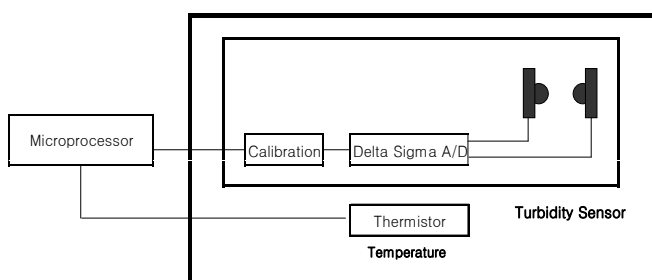 Microprocessor
Calibration
Delta Sigma A/D
Thermistor
Turbidity Sensor
Temperature